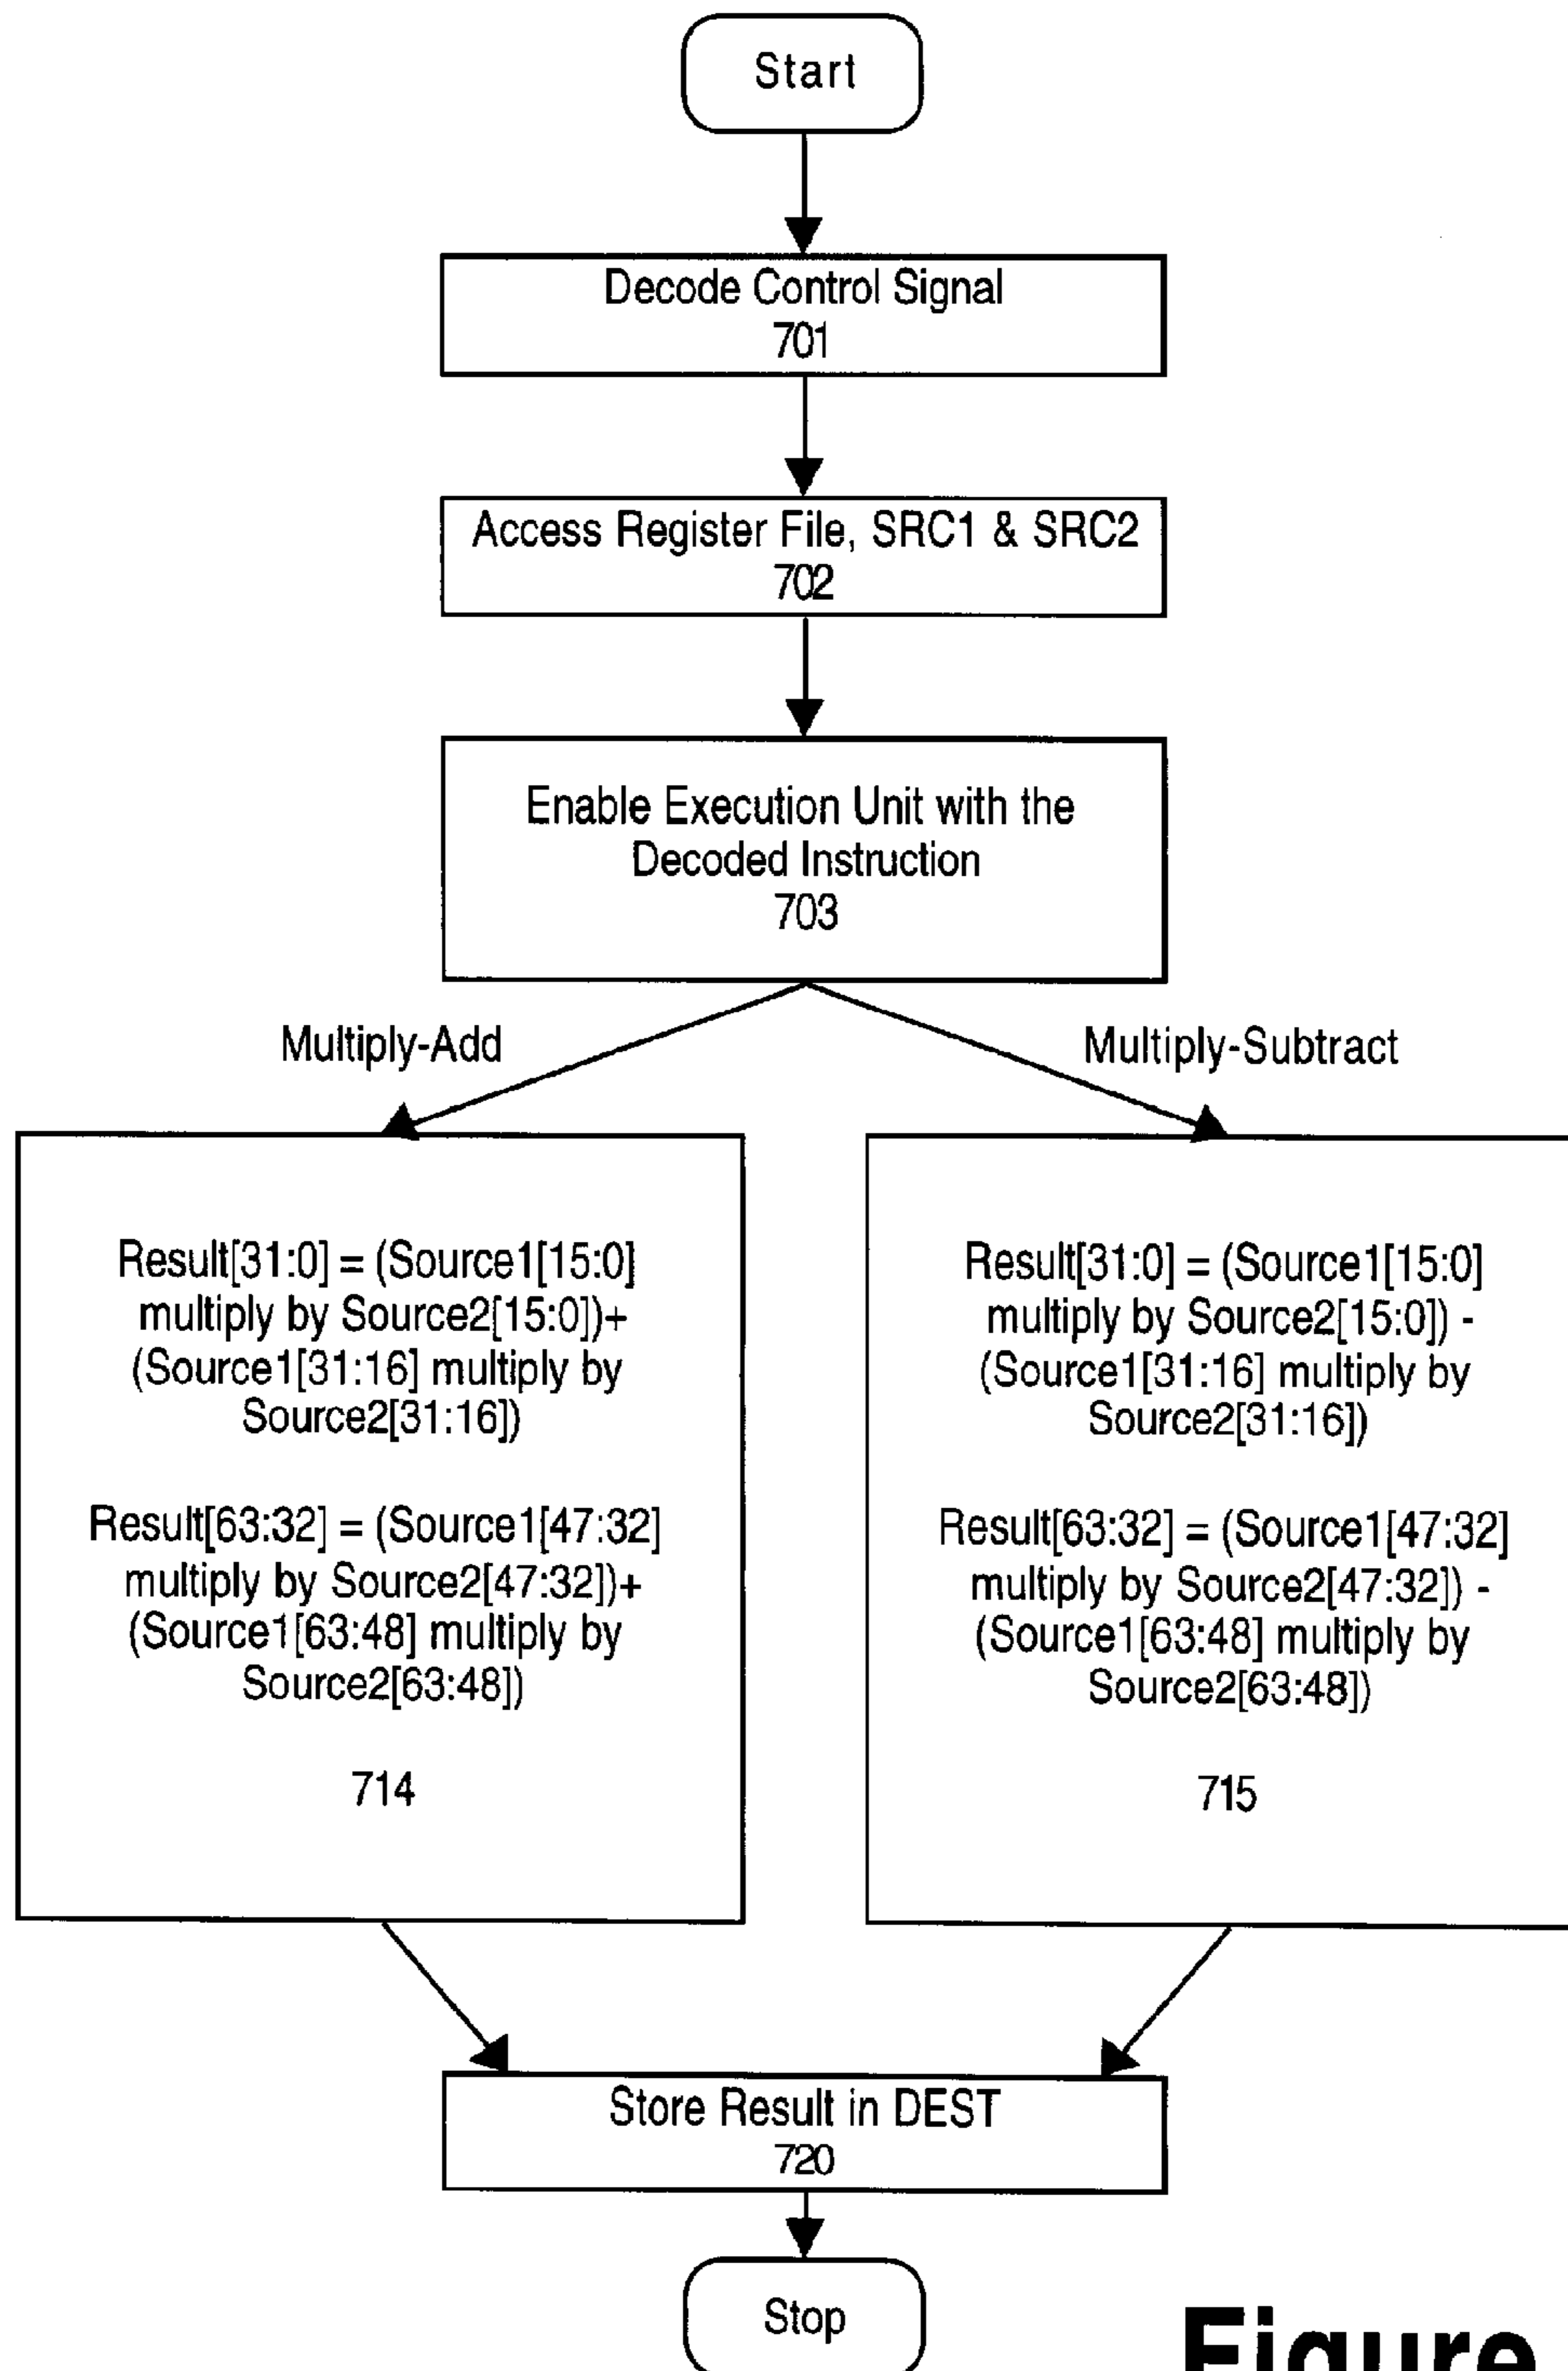 Start
Decode Control Signal
701
Access Register File, SRC1 & SRC2
702
Enable Execution Unit with the
Decoded Instruction
703
Multiply-Add
Multiply-Subtract
Result[31:0] = (Source1[15:0]
multiply by Source2[15:0])+
(Source1[31:16] multiply by
Source2[31:16])
Result[63:32] = (Source1[47:32]
multiply by Source2[47:32])+
(Source1[63:48] multiply by
Source2[63:48])
714
Result[31:0] = (Source1[15:0]
multiply by Source2[15:0]) -
(Source1[31:16] multiply by
Source2[31:16])
Result[63:32] = (Source1[47:32]
multiply by Source2[47:32]) -
(Source1[63:48] multiply by
Source2[63:48])
715
Store Result in DEST
720
Stop
Figure